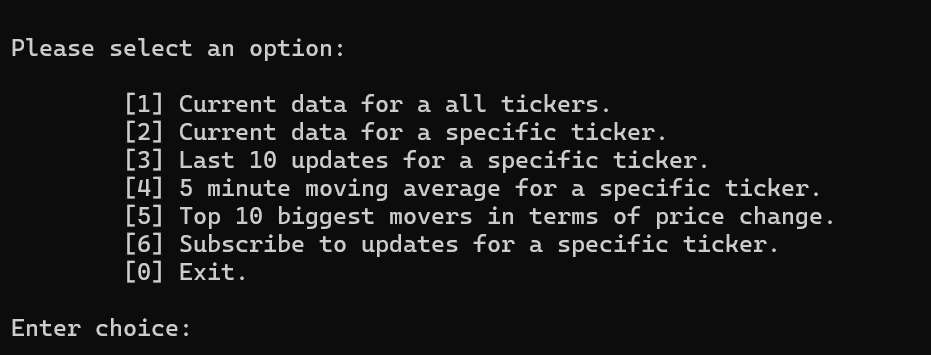 Please select an option:
[1] Current data for a all tickers.
[2] Current data for a specific ticker.
[3] Last 10 updates for a specific ticker.
[4] 5 minute moving average for a specific ticker.
[5] Top 10 biggest movers in terms of price change.
[6] Subscribe to updates for a specific ticker.
[0] Exit.
Enter choice: